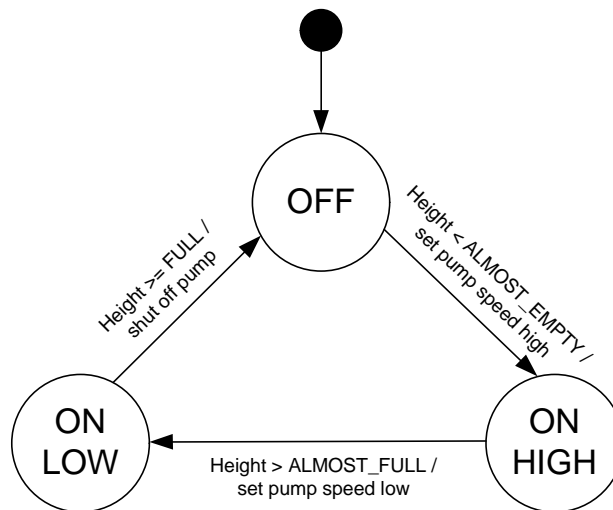 OFF
Height >= FULL /
shut off pump
Height < ALMOST_EMPTY /
set pump speed high
ON
LOW
ON
HIGH
Height > ALMOST_FULL /
set pump speed low